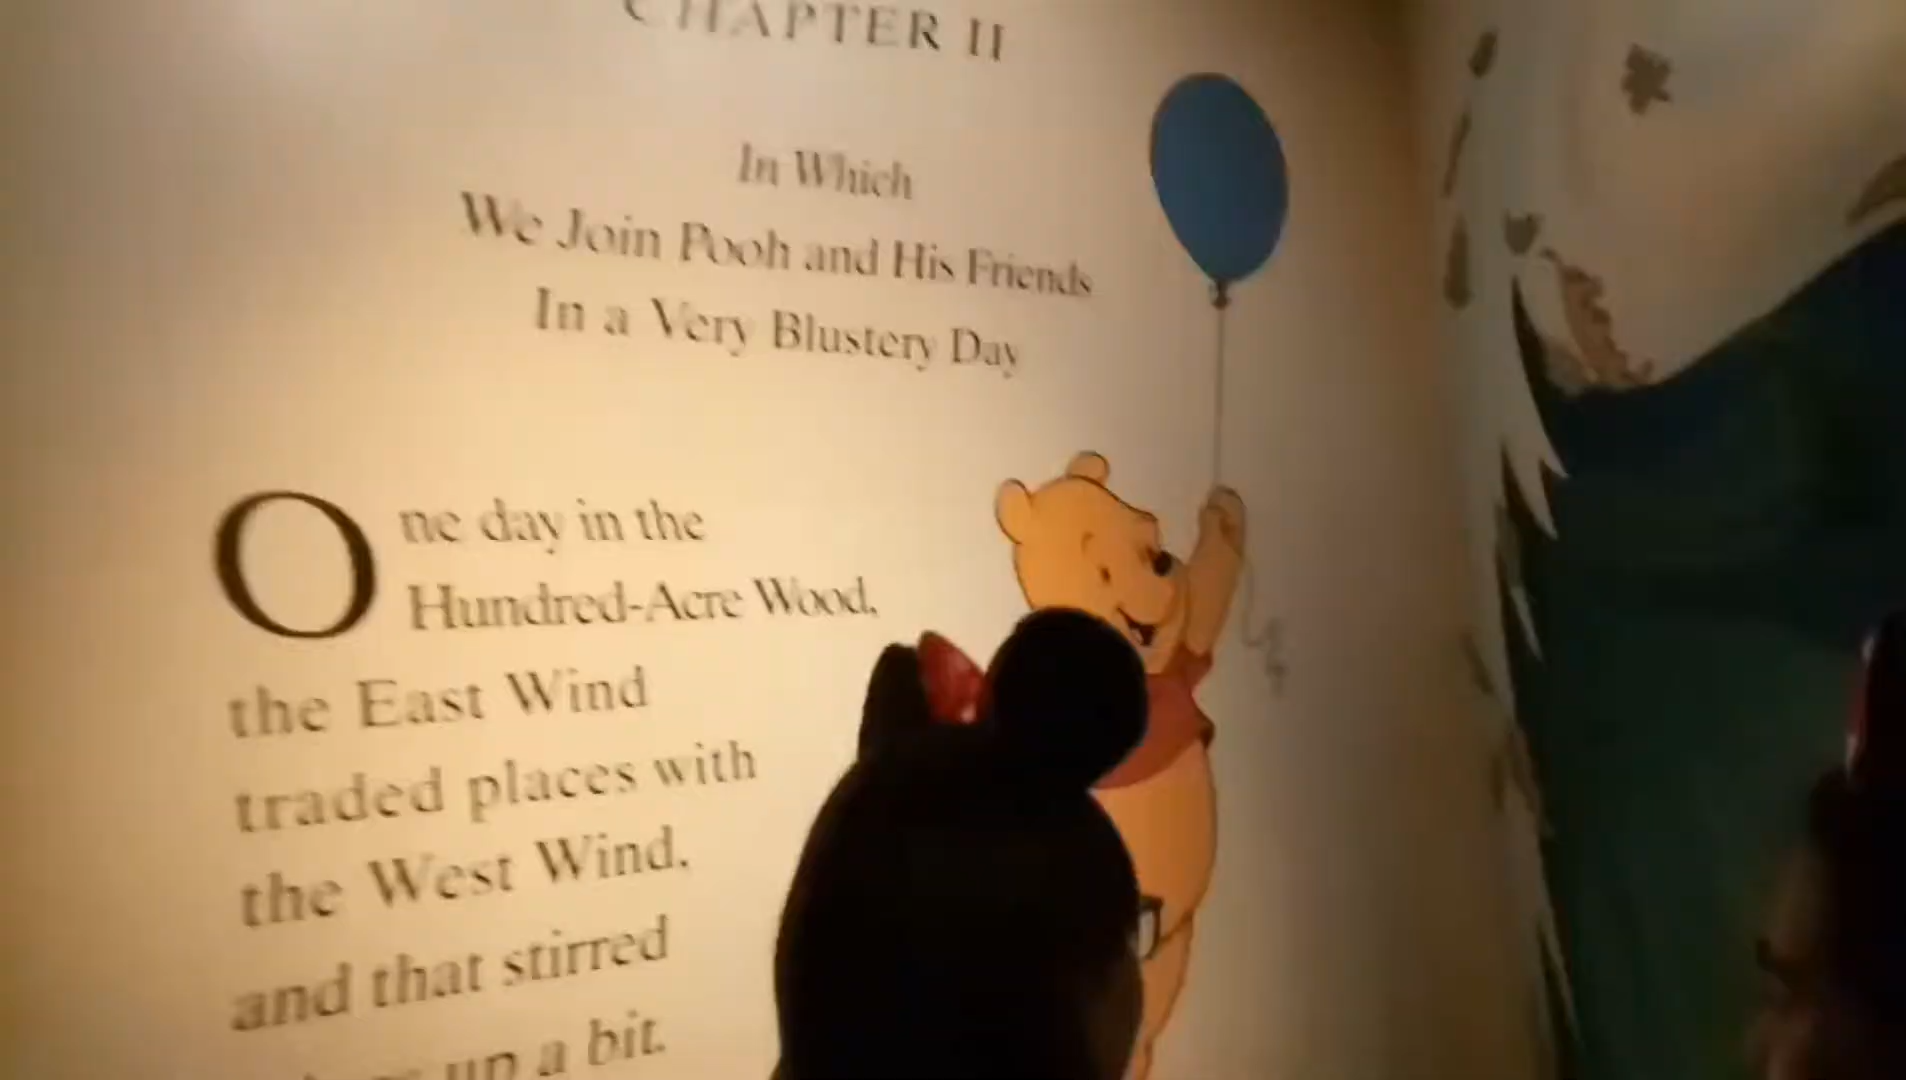 CHAPTER II
In Which
We Join Pooh and His Friends
In a Very Blustery Day
One day in the
Hundred-Acre Wood,
the East Wind
traded places with
the West Wind,
and that stirred
up a bit.